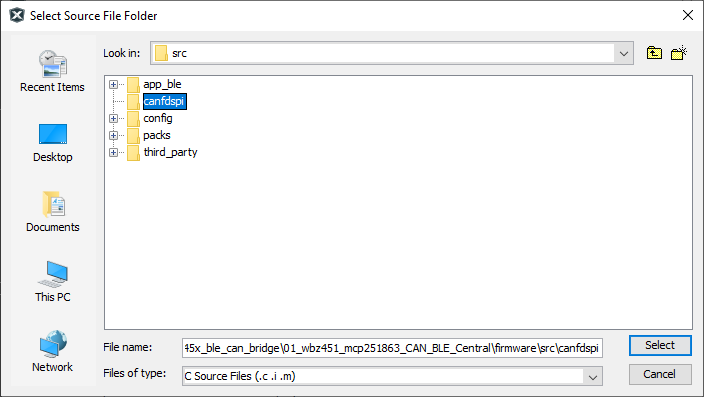 Select Source File Folder
Look in:
src
Recent Items
Desktop
Documents
This PC
Network
app_ble
canfdspi
config
packs
third_party
File name:
45x_ble_can_bridge\01_wbz451_mcp251863_CAN_BLE_Central\firmware\src\canfdspi
Select
Files of type:
C Source Files (.c .i .m)
Cancel